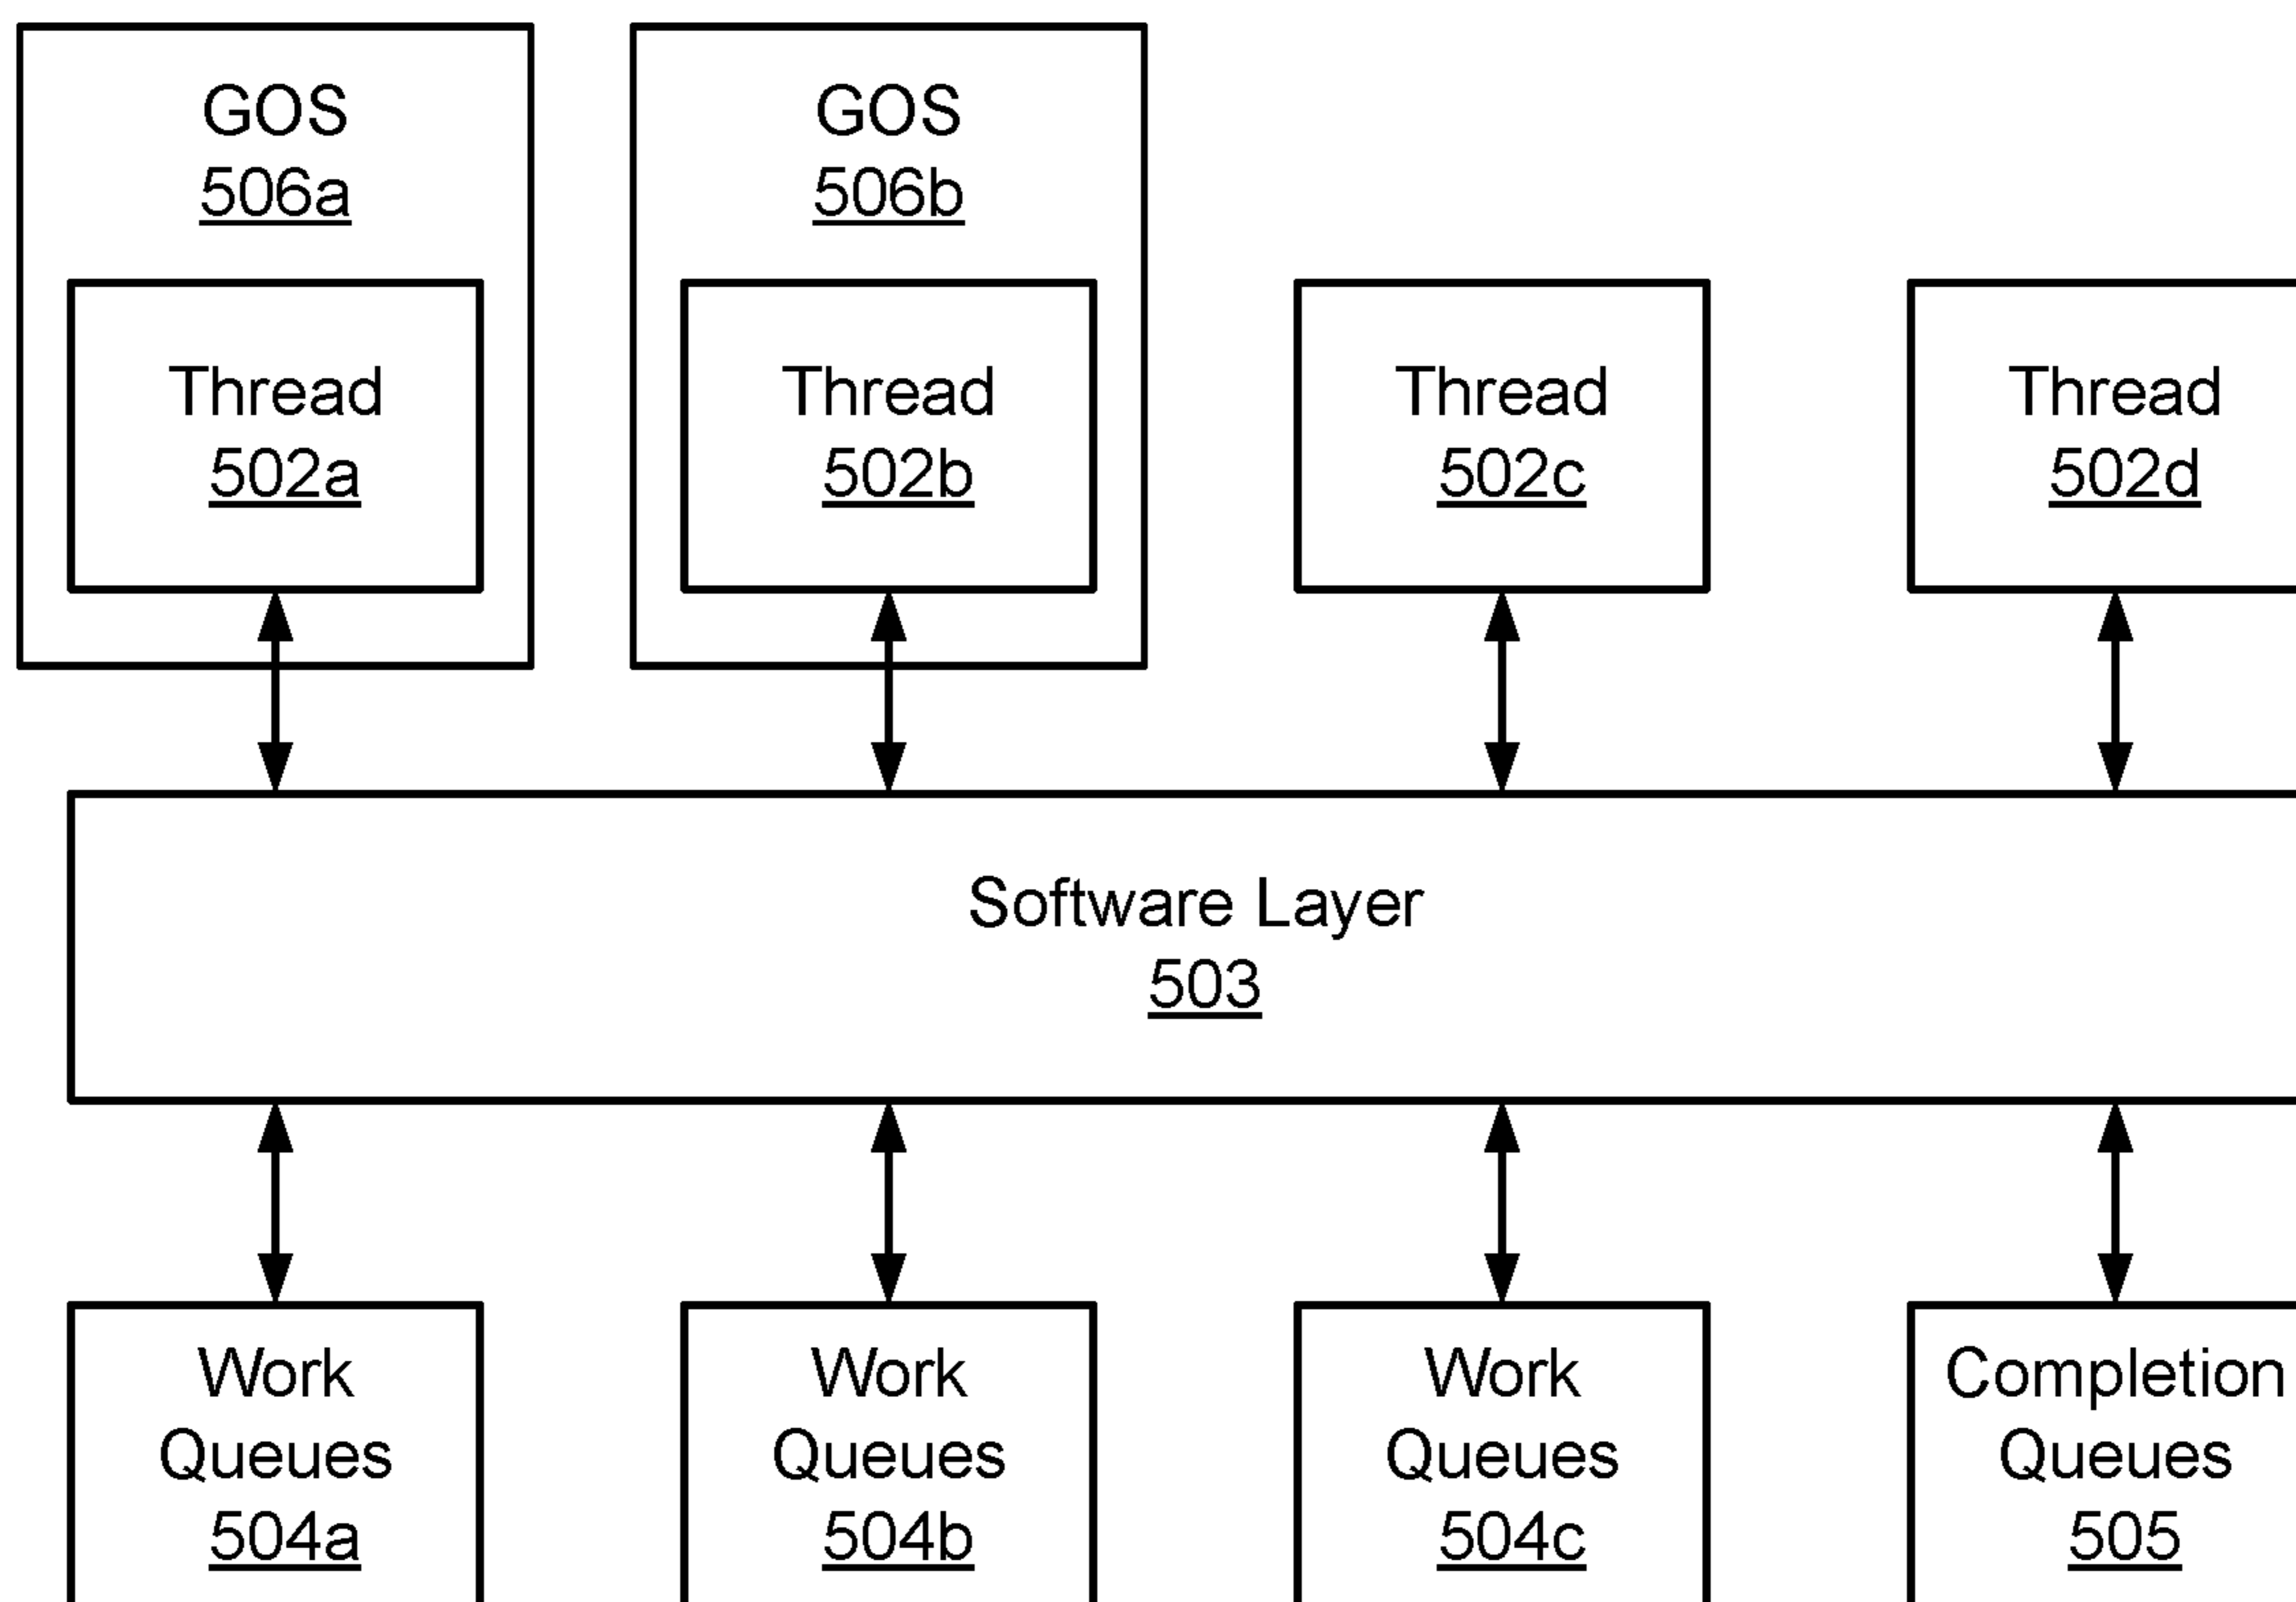 GOS
506a
GOS
506b
Thread
502a
Thread
502b
Thread
502c
Thread
502d
Software Layer
503
Work
Queues
504a
Work
Queues
504b
Work
Queues
504c
Completion
Queues
505